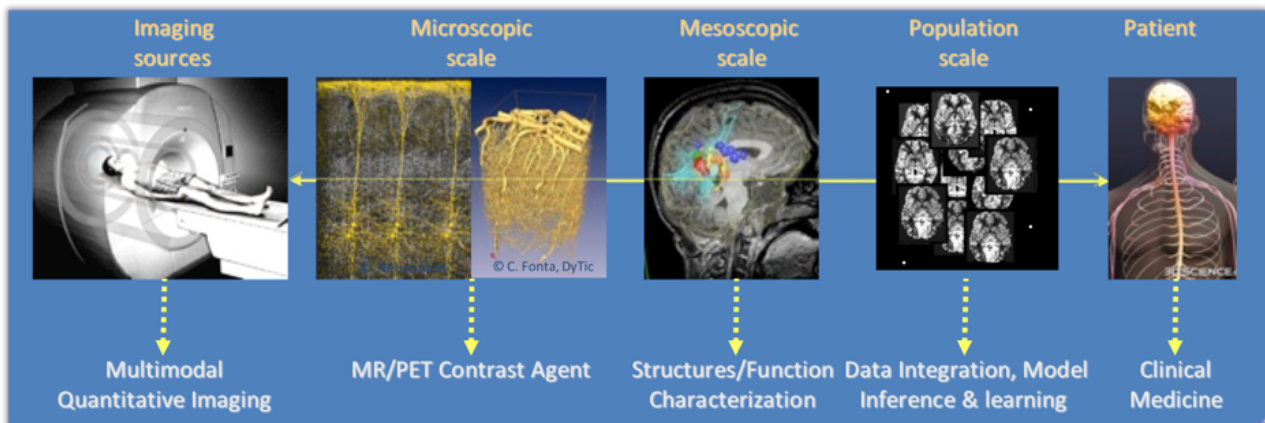 Imaging
sources
Microscopic
scale
Mesoscopic
scale
Population
scale
Patient
© C. Fonta, DyTic
3DSCIENCE
Multimodal
Quantitative Imaging
MR/PET Contrast Agent
Structures/Function
Characterization
Data Integration, Model
Inference & learning
Clinical
Medicine